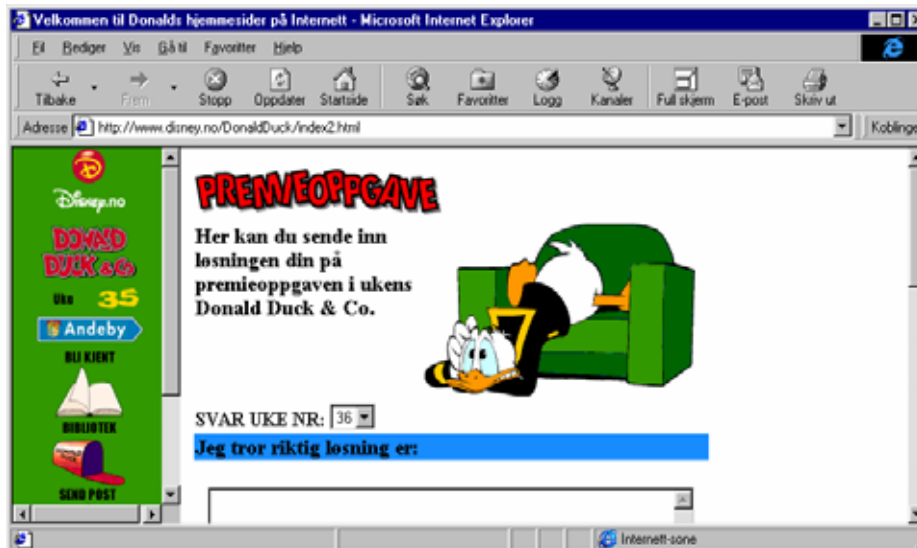 Velkommen til Donalds hjemmesider på Internett - Microsoft Internet Explorer
Fil Rediger Vis Gå til Favoritter Hjelp
Tilbake Frem Stopp Oppdater Startside Søk Favoritter Logg Kanaler Full skjerm E-post Skriv ut
Adresse http://www.disney.no/DonaldDuck/index2.html Koblinge
Disney.no
DONALD
DUCK & Co
Uke 35
Andeby
BLI KJENT
BIBLIOTEK
DONALD
DUCK
SEND POST
PREMIEOPPGAVE
Her kan du sende inn
løsningen din på
premieoppgaven i ukens
Donald Duck & Co.
SVAR UKE NR: 36
Jeg tror riktig løsning er:
Internett-sone